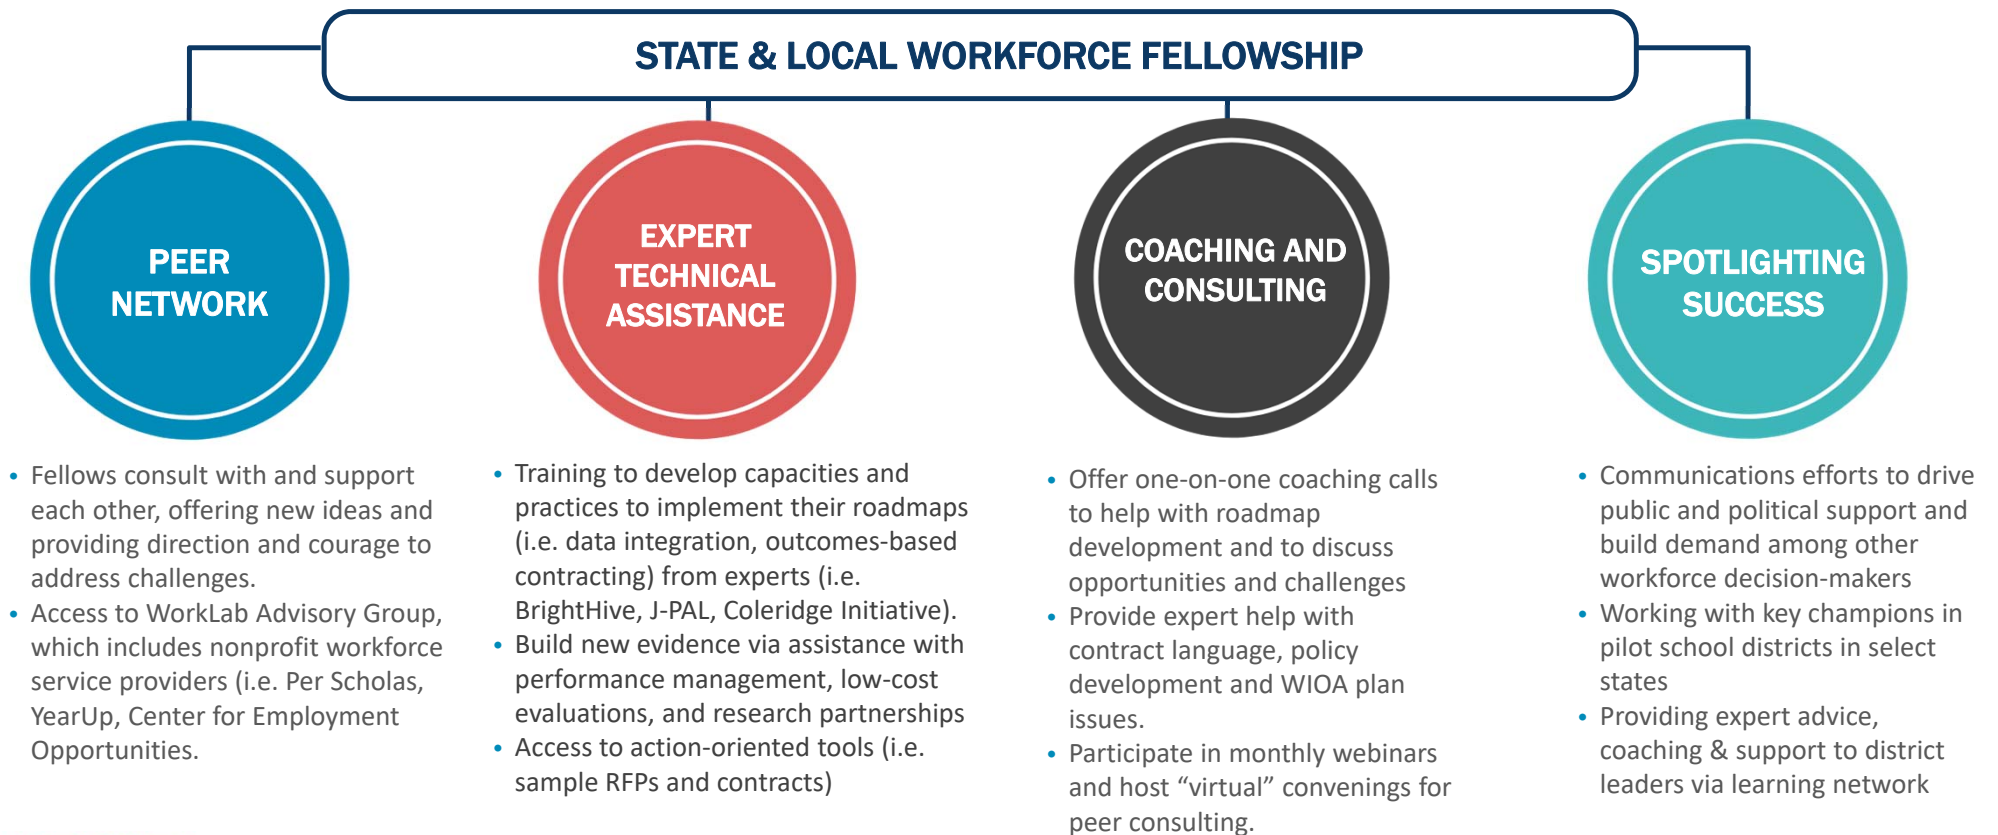 STATE & LOCAL WORKFORCE FELLOWSHIP
PEER
NETWORK
• Fellows consult with and support
each other, offering new ideas and
providing direction and courage to
address challenges.
• Access to WorkLab Advisory Group,
which includes nonprofit workforce
service providers (i.e. Per Scholas,
YearUp, Center for Employment
Opportunities.
EXPERT
TECHNICAL
ASSISTANCE
• Training to develop capacities and
practices to implement their roadmaps
(i.e. data integration, outcomes-based
contracting) from experts (i.e.
BrightHive, J-PAL, Coleridge Initiative).
• Build new evidence via assistance with
performance management, low-cost
evaluations, and research partnerships
• Access to action-oriented tools (i.e.
sample RFPs and contracts)
COACHING AND
CONSULTING
• Offer one-on-one coaching calls
to help with roadmap
development and to discuss
opportunities and challenges
• Provide expert help with
contract language, policy
development and WIOA plan
issues.
• Participate in monthly webinars
and host “virtual” convenings for
peer consulting.
SPOTLIGHTING
SUCCESS
• Communications efforts to drive
public and political support and
build demand among other
workforce decision-makers
• Working with key champions in
pilot school districts in select
states
• Providing expert advice,
coaching & support to district
leaders via learning network